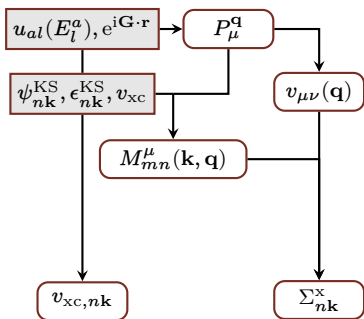 u_{al}(E_l^a), e^{iG·r}
P_μ^q
ψ_{nk}^{KS}, ϵ_{nk}^{KS}, v_{xc}
v_{μν}(q)
M_{mn}^μ(k, q)
v_{xc,nk}
Σ_{nk}^x